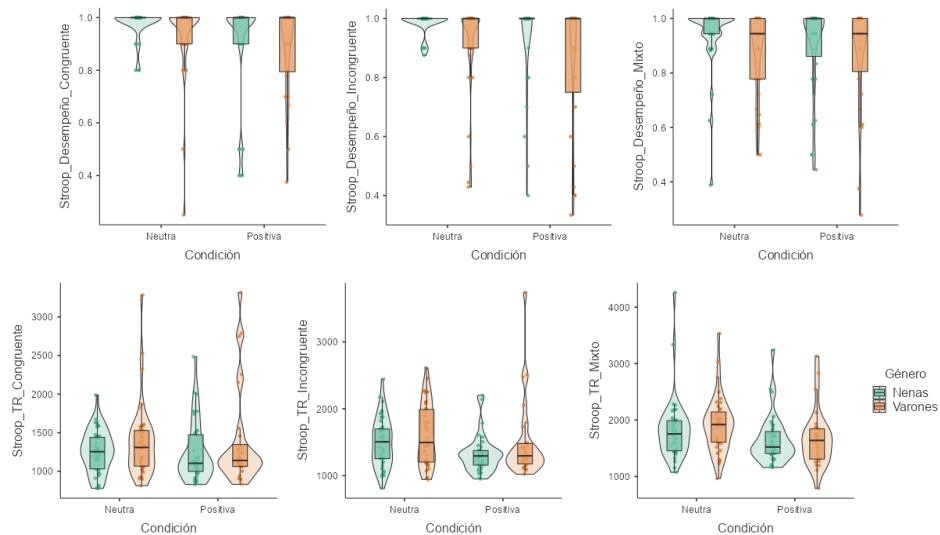 Stroop_Desempeño_Congruente
1.0
0.8
0.6
0.4
Neutra
Positiva
Condición
Stroop_Desempeño_Incongruente
1.0
0.8
0.6
0.4
Neutra
Positiva
Condición
Stroop_Desempeño_Mixto
1.0
0.8
0.6
0.4
Neutra
Positiva
Condición
Stroop_TR_Congruente
3000
2500
2000
1500
1000
Neutra
Positiva
Condición
Stroop_TR_Incongruente
3000
2000
1000
Neutra
Positiva
Condición
Stroop_TR_Mixto
4000
3000
2000
1000
Neutra
Positiva
Condición
Género
Nenas
Varones